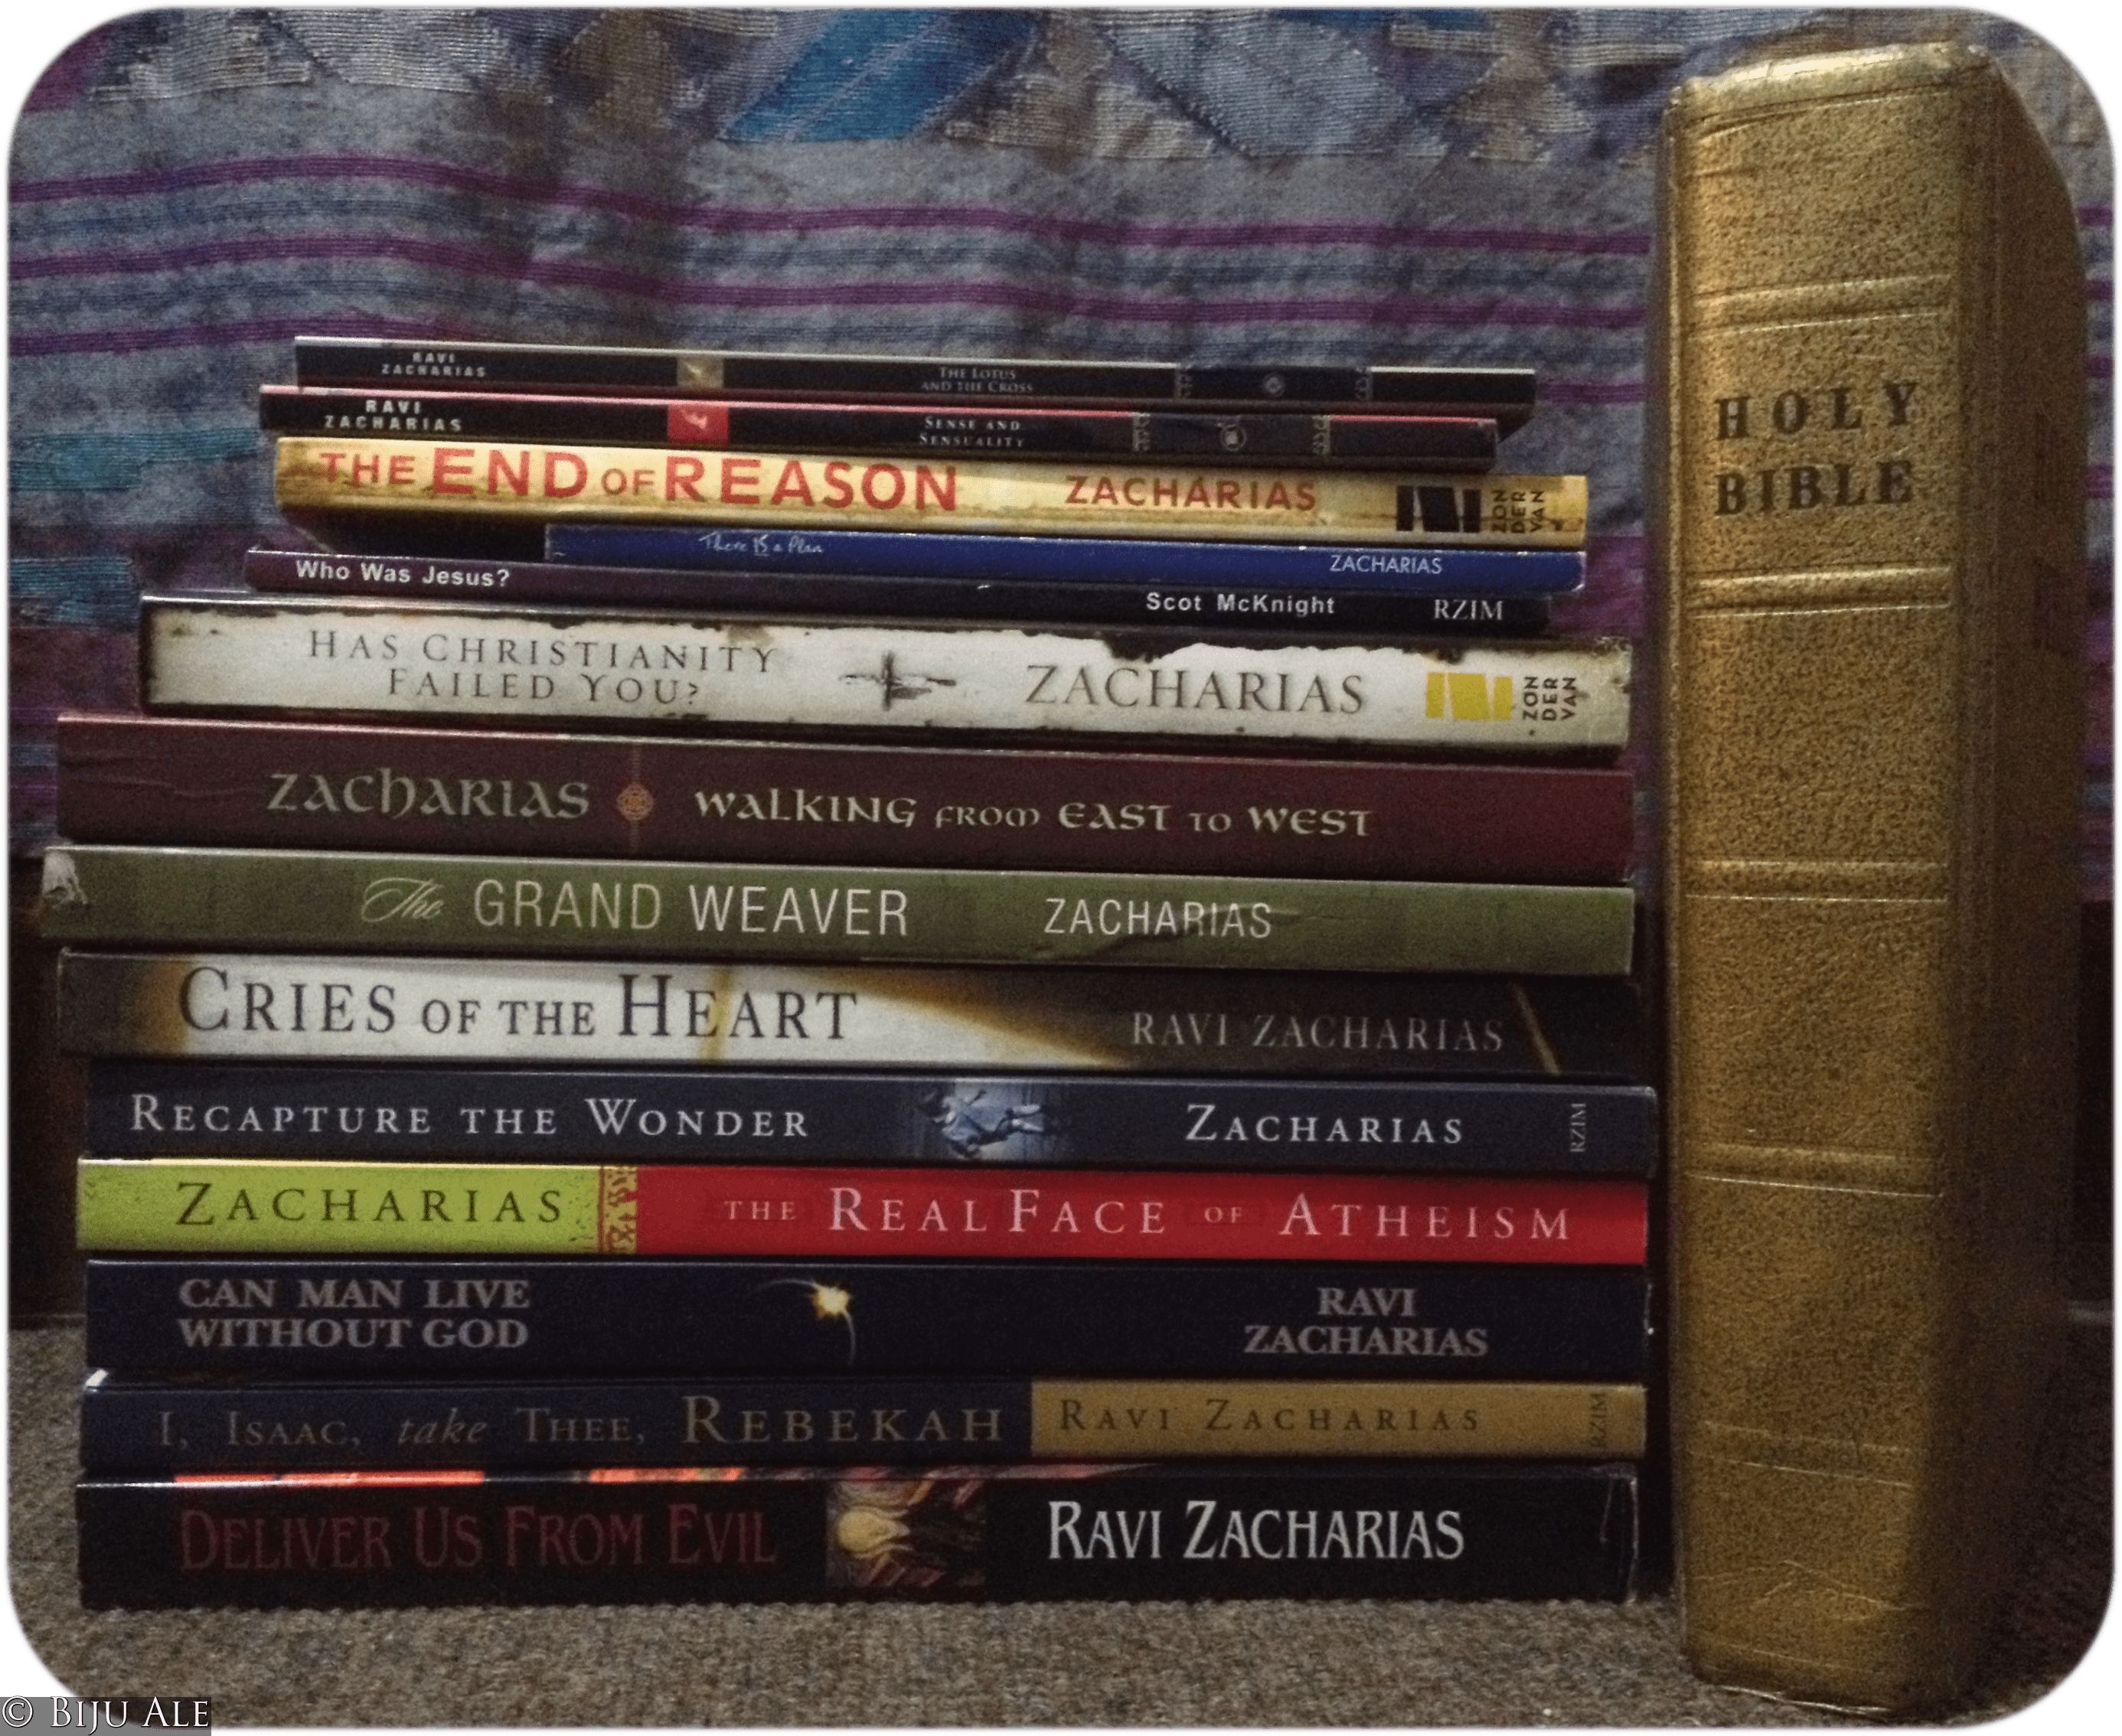 RAVI
ZACHARIAS
THE LOTUS
AND THE CROSS
RAVI
ZACHARIAS
SENSE AND
SENSUALITY
THE END OF REASON ZACHARIAS ZON
DER
VAN
There Is a Plan ZACHARIAS
Who Was Jesus? Scot McKnight RZIM
HAS CHRISTIANITY
FAILED YOU?
ZACHARIAS
ZON
DER
VAN
ZACHARIAS WALKING FROM EAST TO WEST
The GRAND WEAVER ZACHARIAS
CRIES OF THE HEART RAVI ZACHARIAS
RECAPTURE THE WONDER ZACHARIAS RZIM
ZACHARIAS THE REAL FACE OF ATHEISM
CAN MAN LIVE
WITHOUT GOD
RAVI
ZACHARIAS
I, ISAAC, take THEE, REBEKAH RAVI ZACHARIAS RZIM
DELIVER US FROM EVIL RAVI ZACHARIAS
HOLY
BIBLE
© BIJU ALE